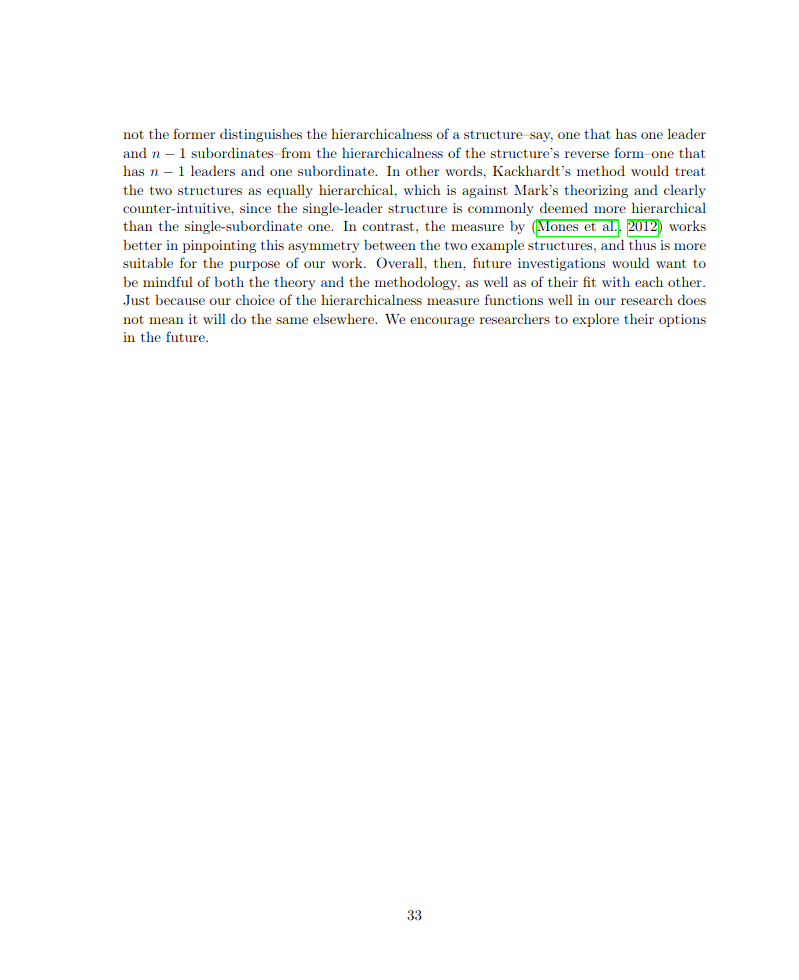 not the former distinguishes the hierarchicalness of a structure–say, one that has one leader
and n − 1 subordinates–from the hierarchicalness of the structure's reverse form–one that
has n − 1 leaders and one subordinate. In other words, Kackhardt's method would treat
the two structures as equally hierarchical, which is against Mark's theorizing and clearly
counter-intuitive, since the single-leader structure is commonly deemed more hierarchical
than the single-subordinate one. In contrast, the measure by (Mones et al., 2012) works
better in pinpointing this asymmetry between the two example structures, and thus is more
suitable for the purpose of our work. Overall, then, future investigations would want to
be mindful of both the theory and the methodology, as well as of their fit with each other.
Just because our choice of the hierarchicalness measure functions well in our research does
not mean it will do the same elsewhere. We encourage researchers to explore their options
in the future.
33